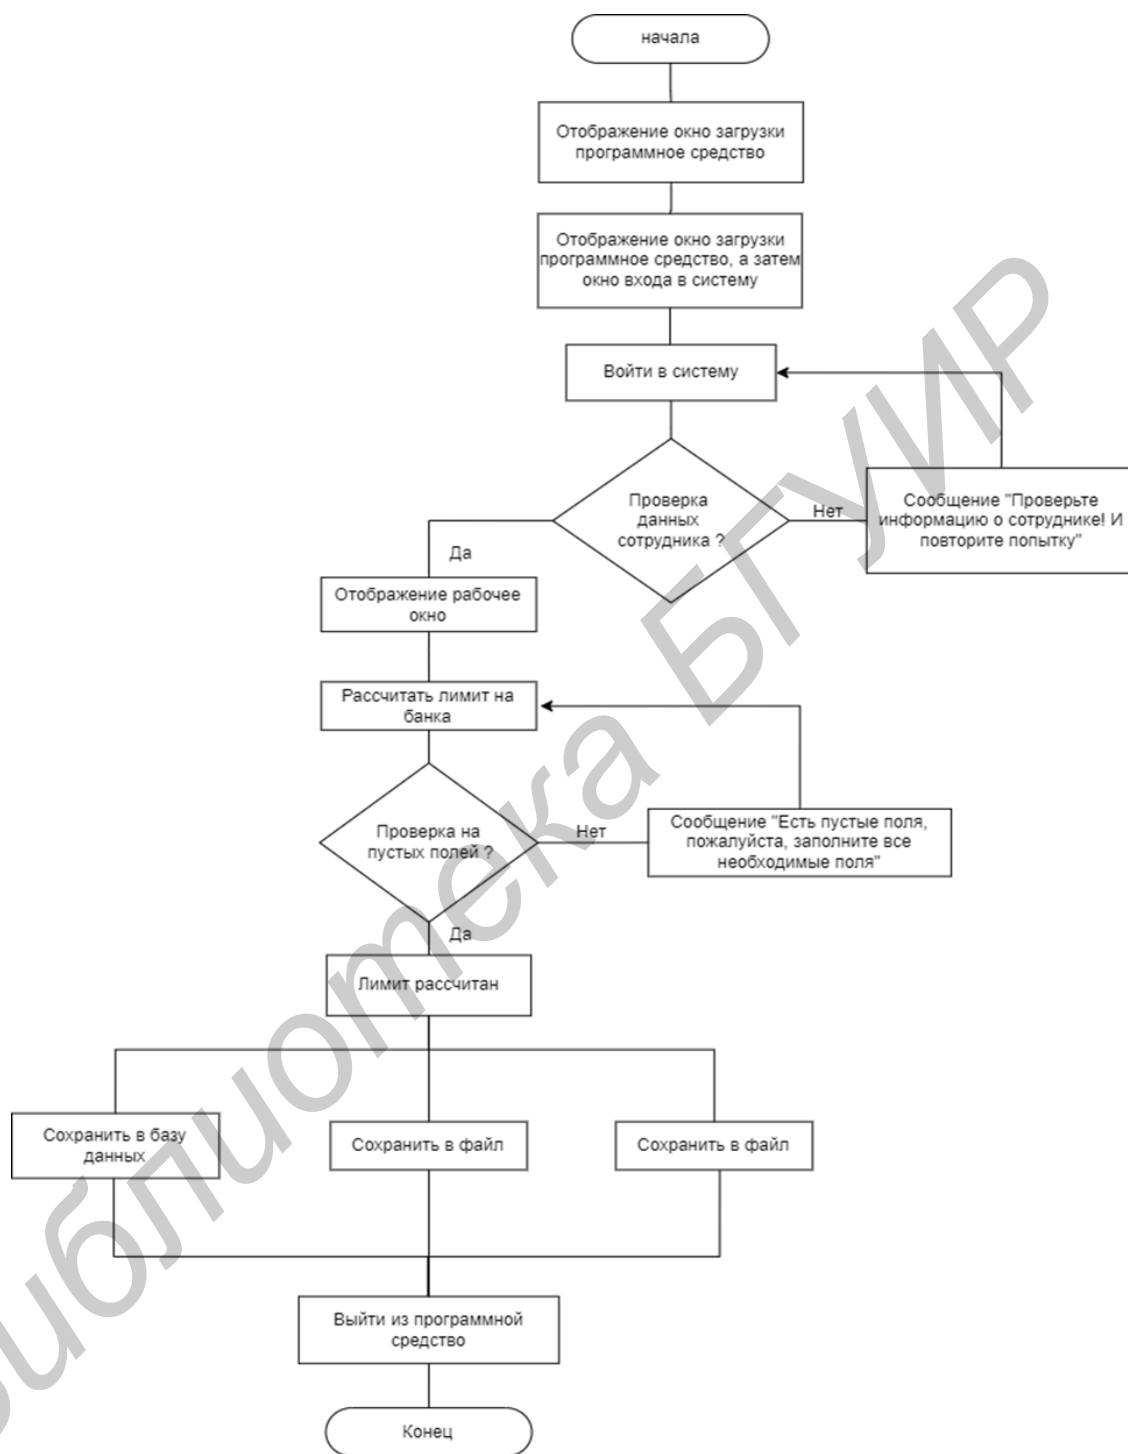 начала
Отображение окно загрузки
программное средство
Отображение окно загрузки
программное средство, а затем
окно входа в систему
Войти в систему
Проверка
данных
сотрудника ?
Нет
Сообщение "Проверьте
информацию о сотруднике! И
повторите попытку"
Да
Отображение рабочее
окно
Рассчитать лимит на
банка
Проверка на
пустых полей ?
Нет
Сообщение "Есть пустые поля,
пожалуйста, заполните все
необходимые поля"
Да
Лимит рассчитан
Сохранить в базу
данных
Сохранить в файл
Сохранить в файл
Выйти из программной
средство
Конец
Библиотека БГУИР